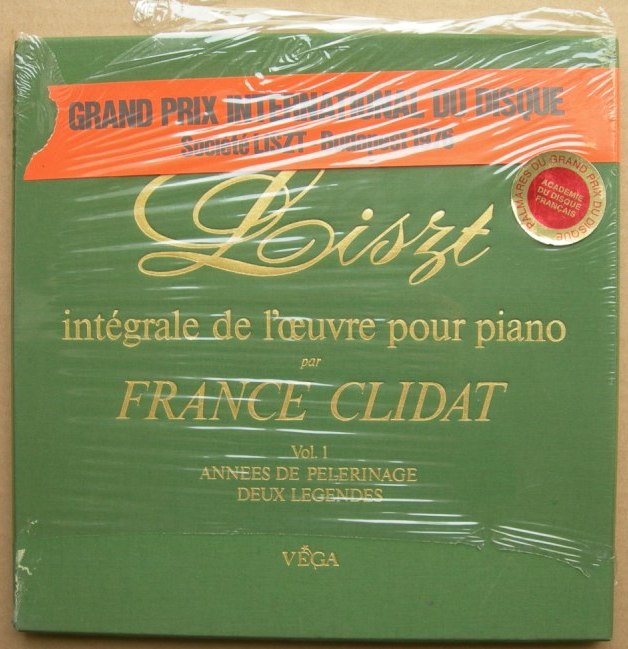 GRAND PRIX INTERNATIONAL DU DISQUE
Société LISZT - Budapest 1976
PALMARES DU GRAND PRIX DU DISQUE
ACADEMIE
DU DISQUE
FRANÇAIS
Liszt
intégrale de l'œuvre pour piano
par
FRANCE CLIDAT
Vol. 1
ANNEES DE PELERINAGE
DEUX LEGENDES
VÉGA